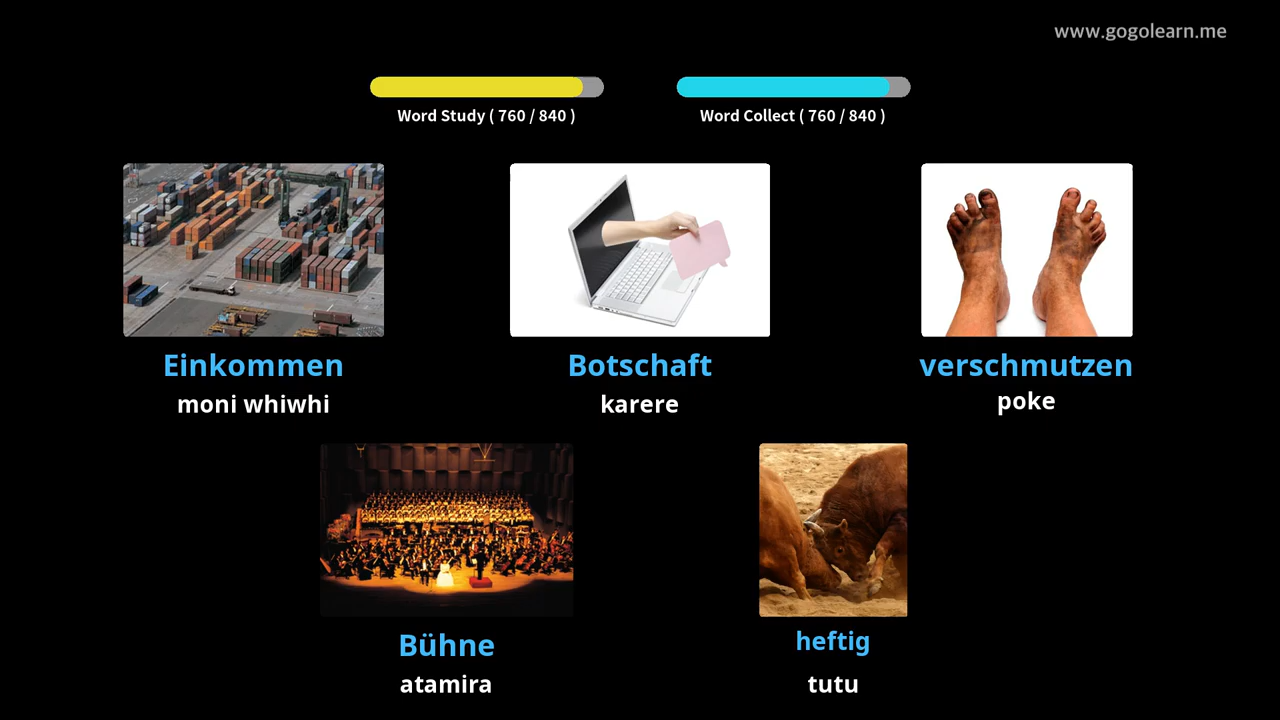 www.gogolearn.me
Word Study ( 760 / 840 )
Word Collect ( 760 / 840 )
Einkommen
moni whiwhi
Botschaft
karere
verschmutzen
poke
Bühne
atamira
heftig
tutu